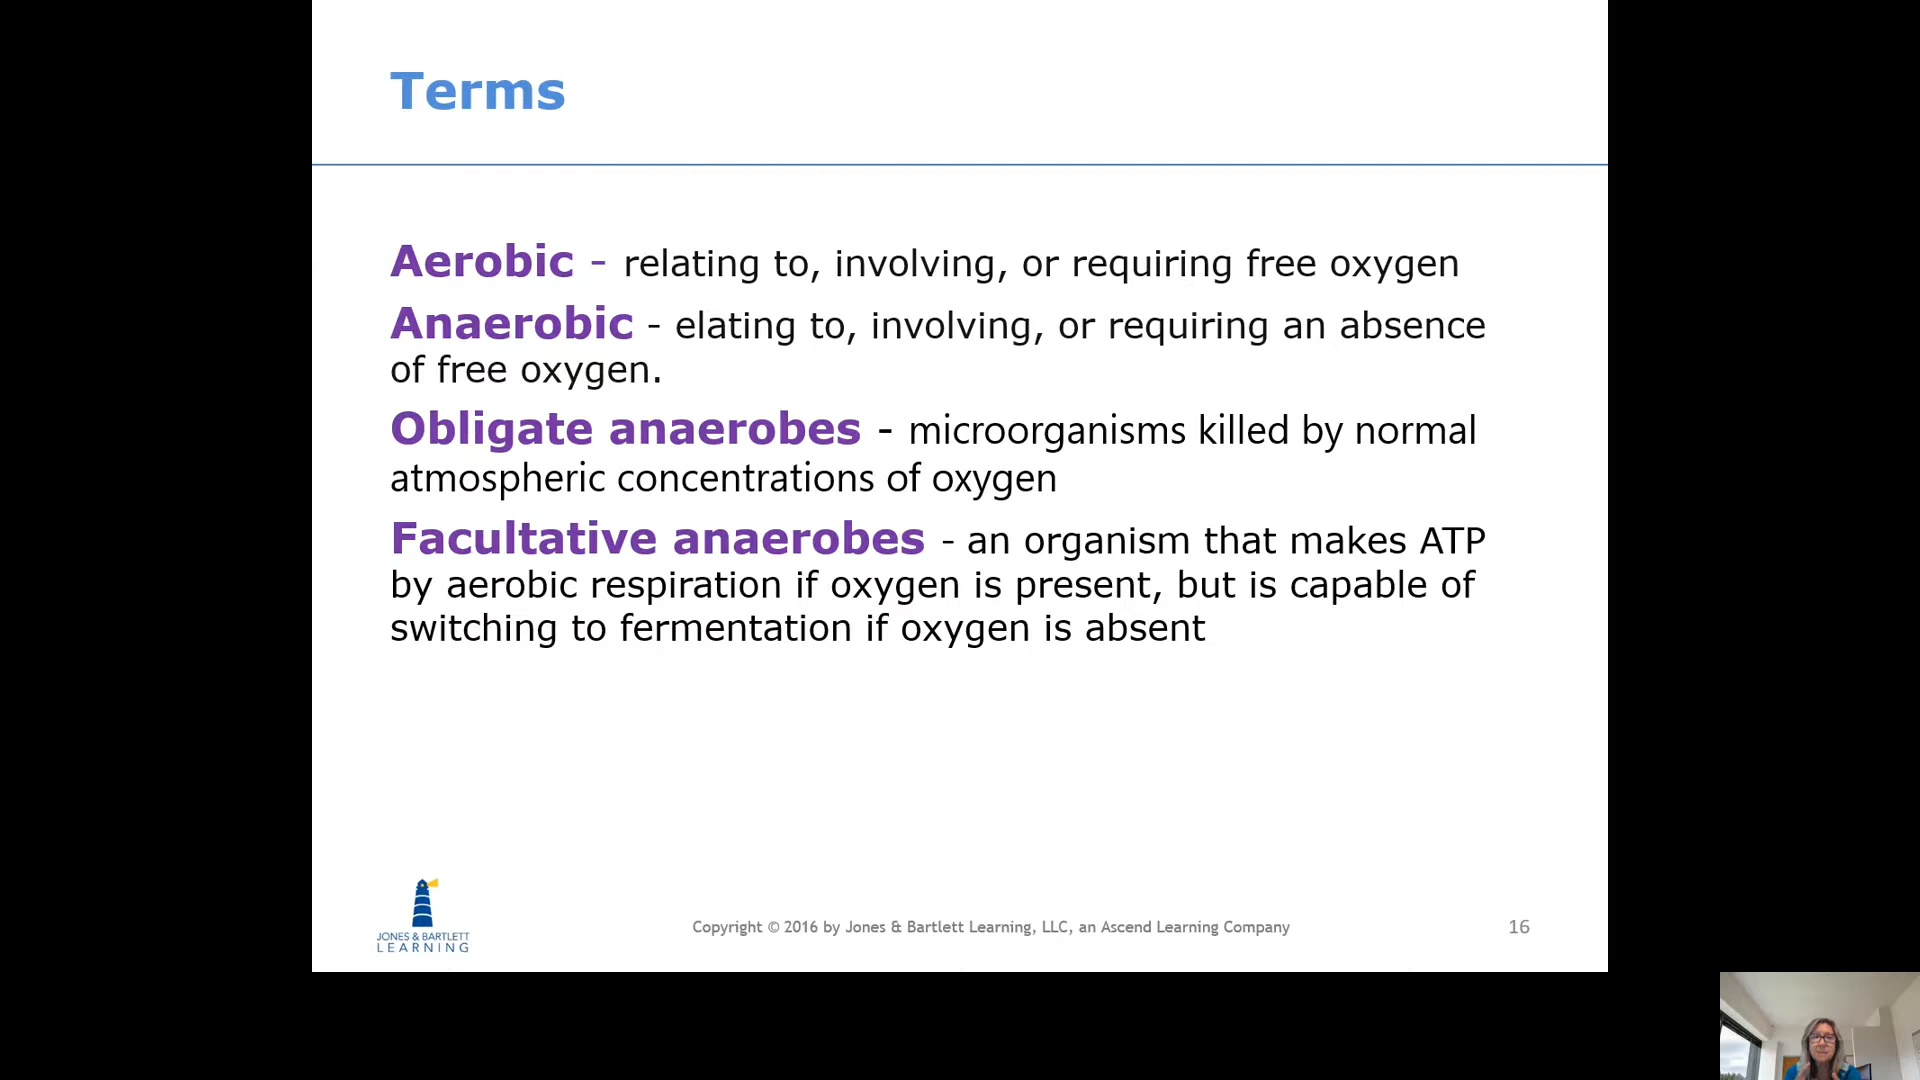 Terms
Aerobic - relating to, involving, or requiring free oxygen
Anaerobic - elating to, involving, or requiring an absence
of free oxygen.
Obligate anaerobes - microorganisms killed by normal
atmospheric concentrations of oxygen
Facultative anaerobes - an organism that makes ATP
by aerobic respiration if oxygen is present, but is capable of
switching to fermentation if oxygen is absent
JONES & BARTLETT
LEARNING
Copyright © 2016 by Jones & Bartlett Learning, LLC, an Ascend Learning Company
16